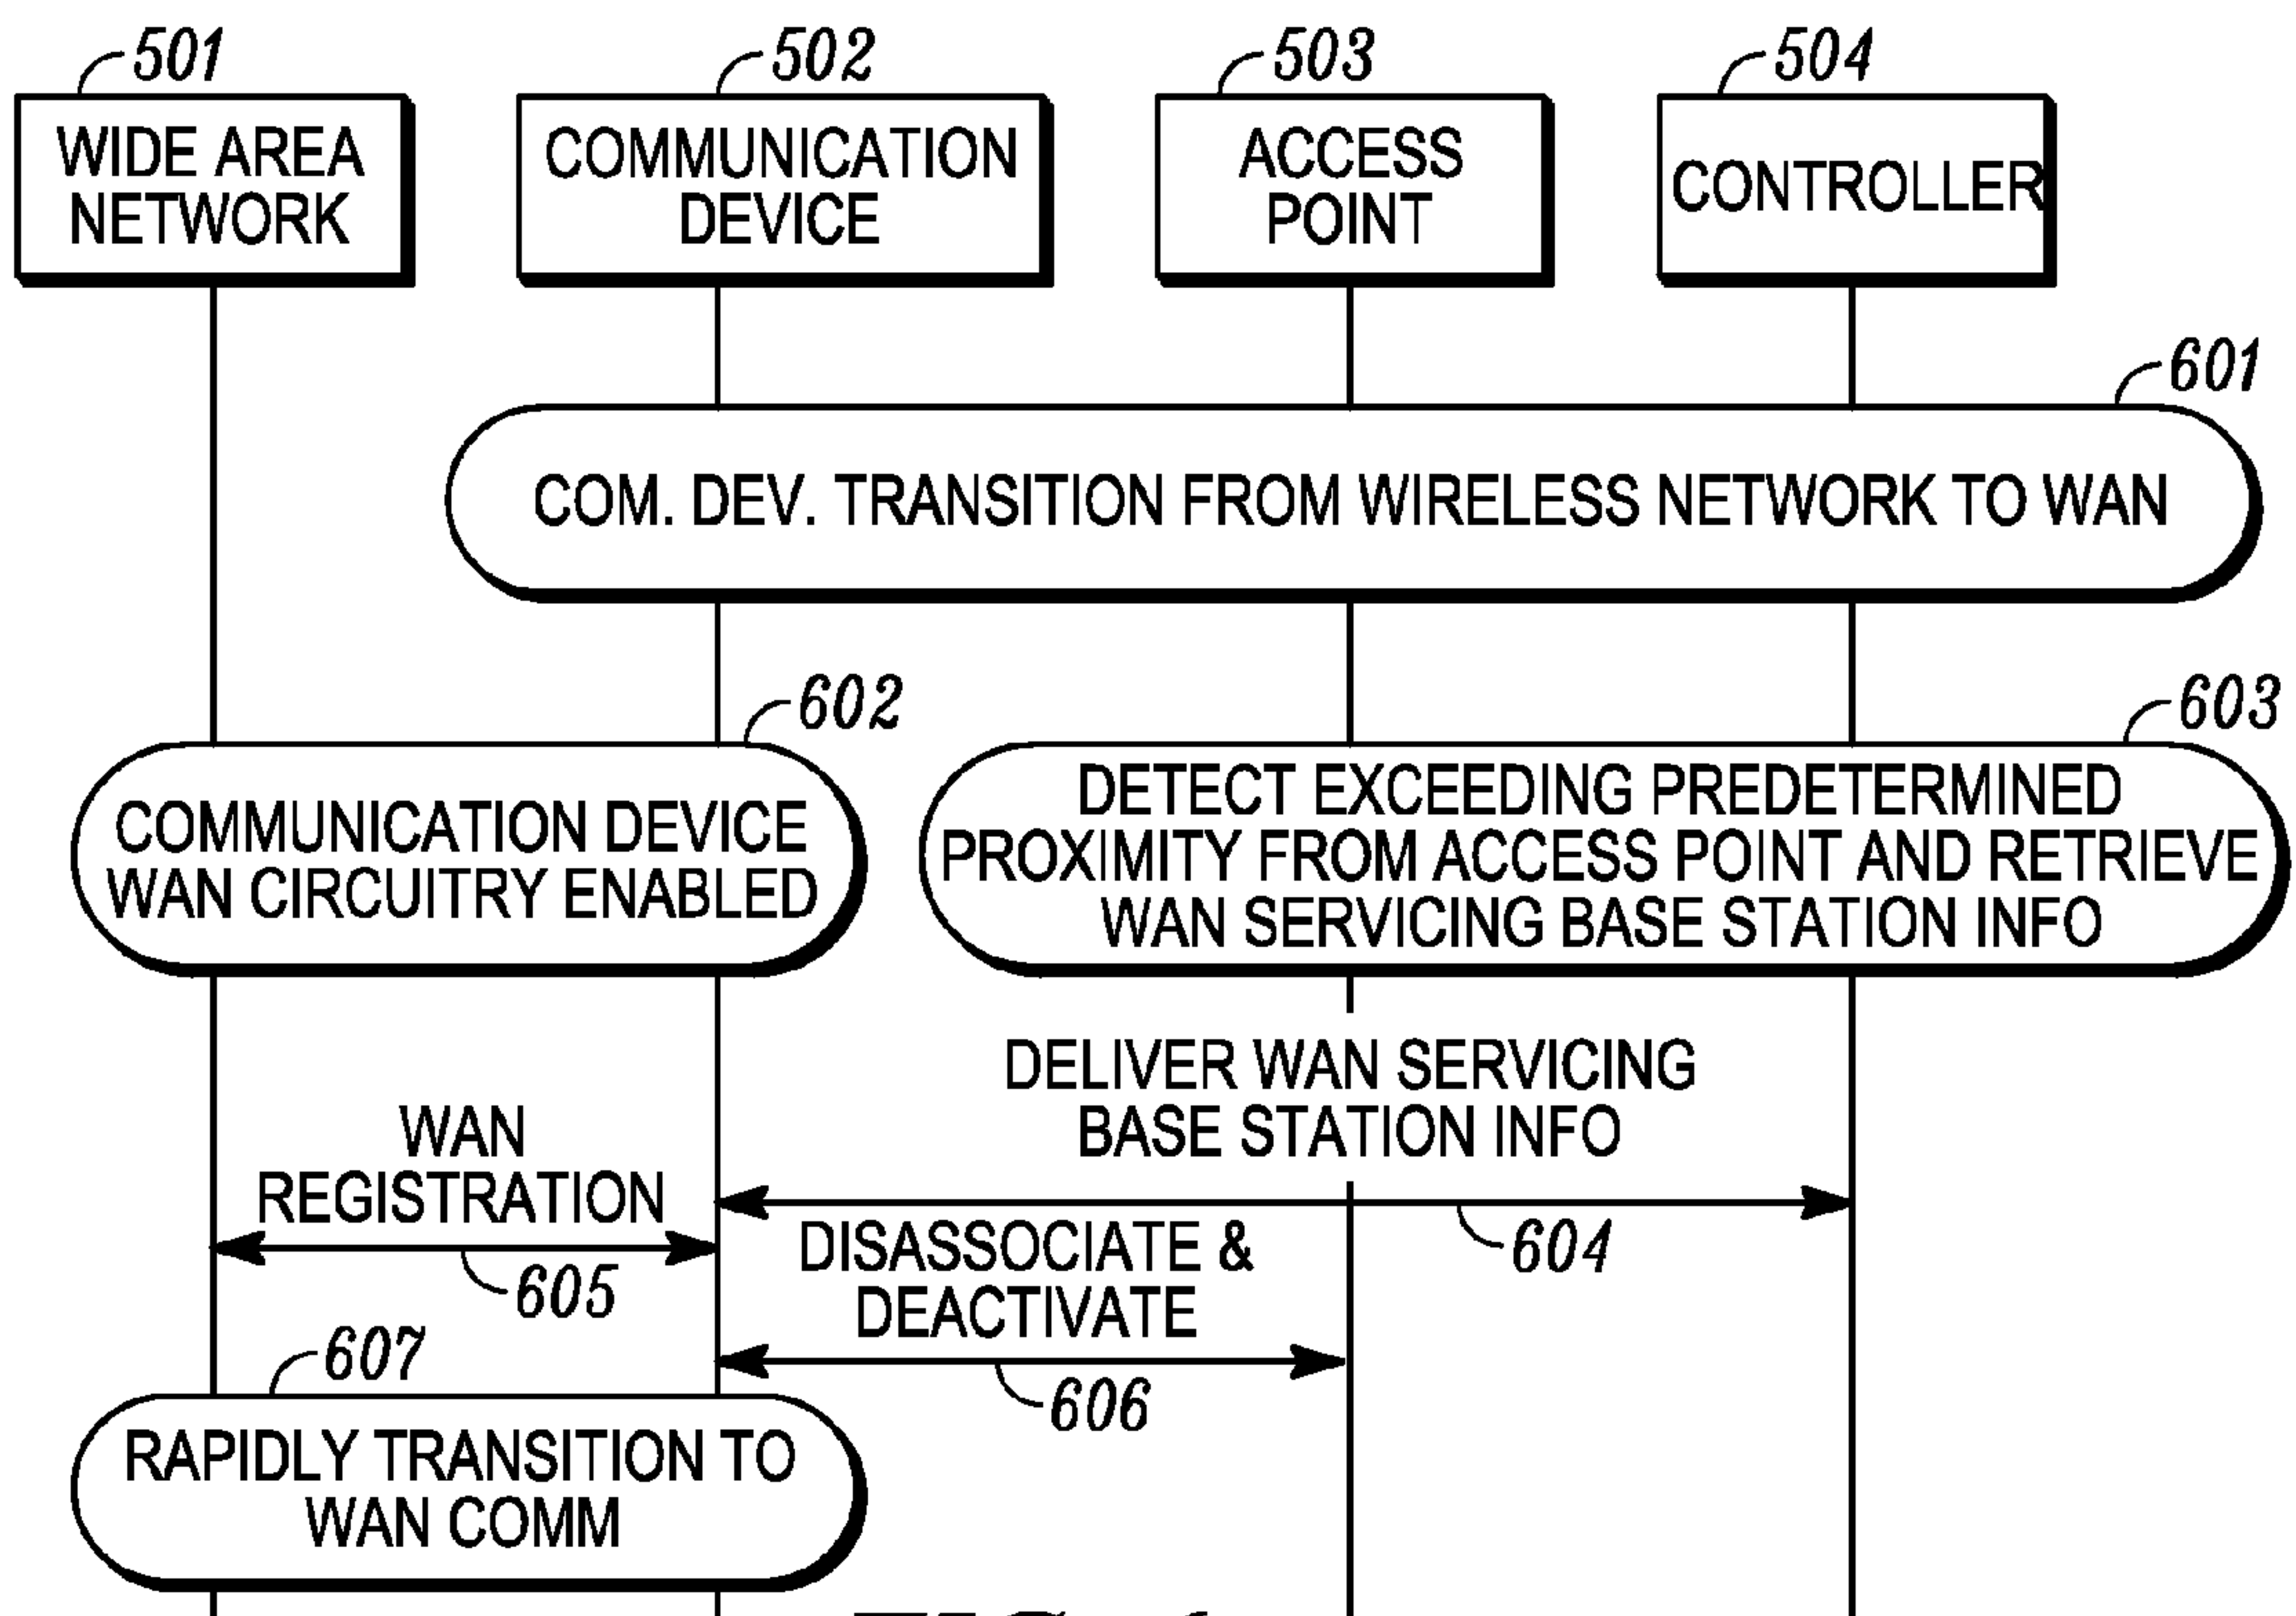 501
502
503
504
WIDE AREA
NETWORK
COMMUNICATION
DEVICE
ACCESS
POINT
CONTROLLER
601
COM. DEV. TRANSITION FROM WIRELESS NETWORK TO WAN
602
603
COMMUNICATION DEVICE
WAN CIRCUITRY ENABLED
DETECT EXCEEDING PREDETERMINED
PROXIMITY FROM ACCESS POINT AND RETRIEVE
WAN SERVICING BASE STATION INFO
DELIVER WAN SERVICING
BASE STATION INFO
604
WAN
REGISTRATION
605
DISASSOCIATE &
DEACTIVATE
606
607
RAPIDLY TRANSITION TO
WAN COMM